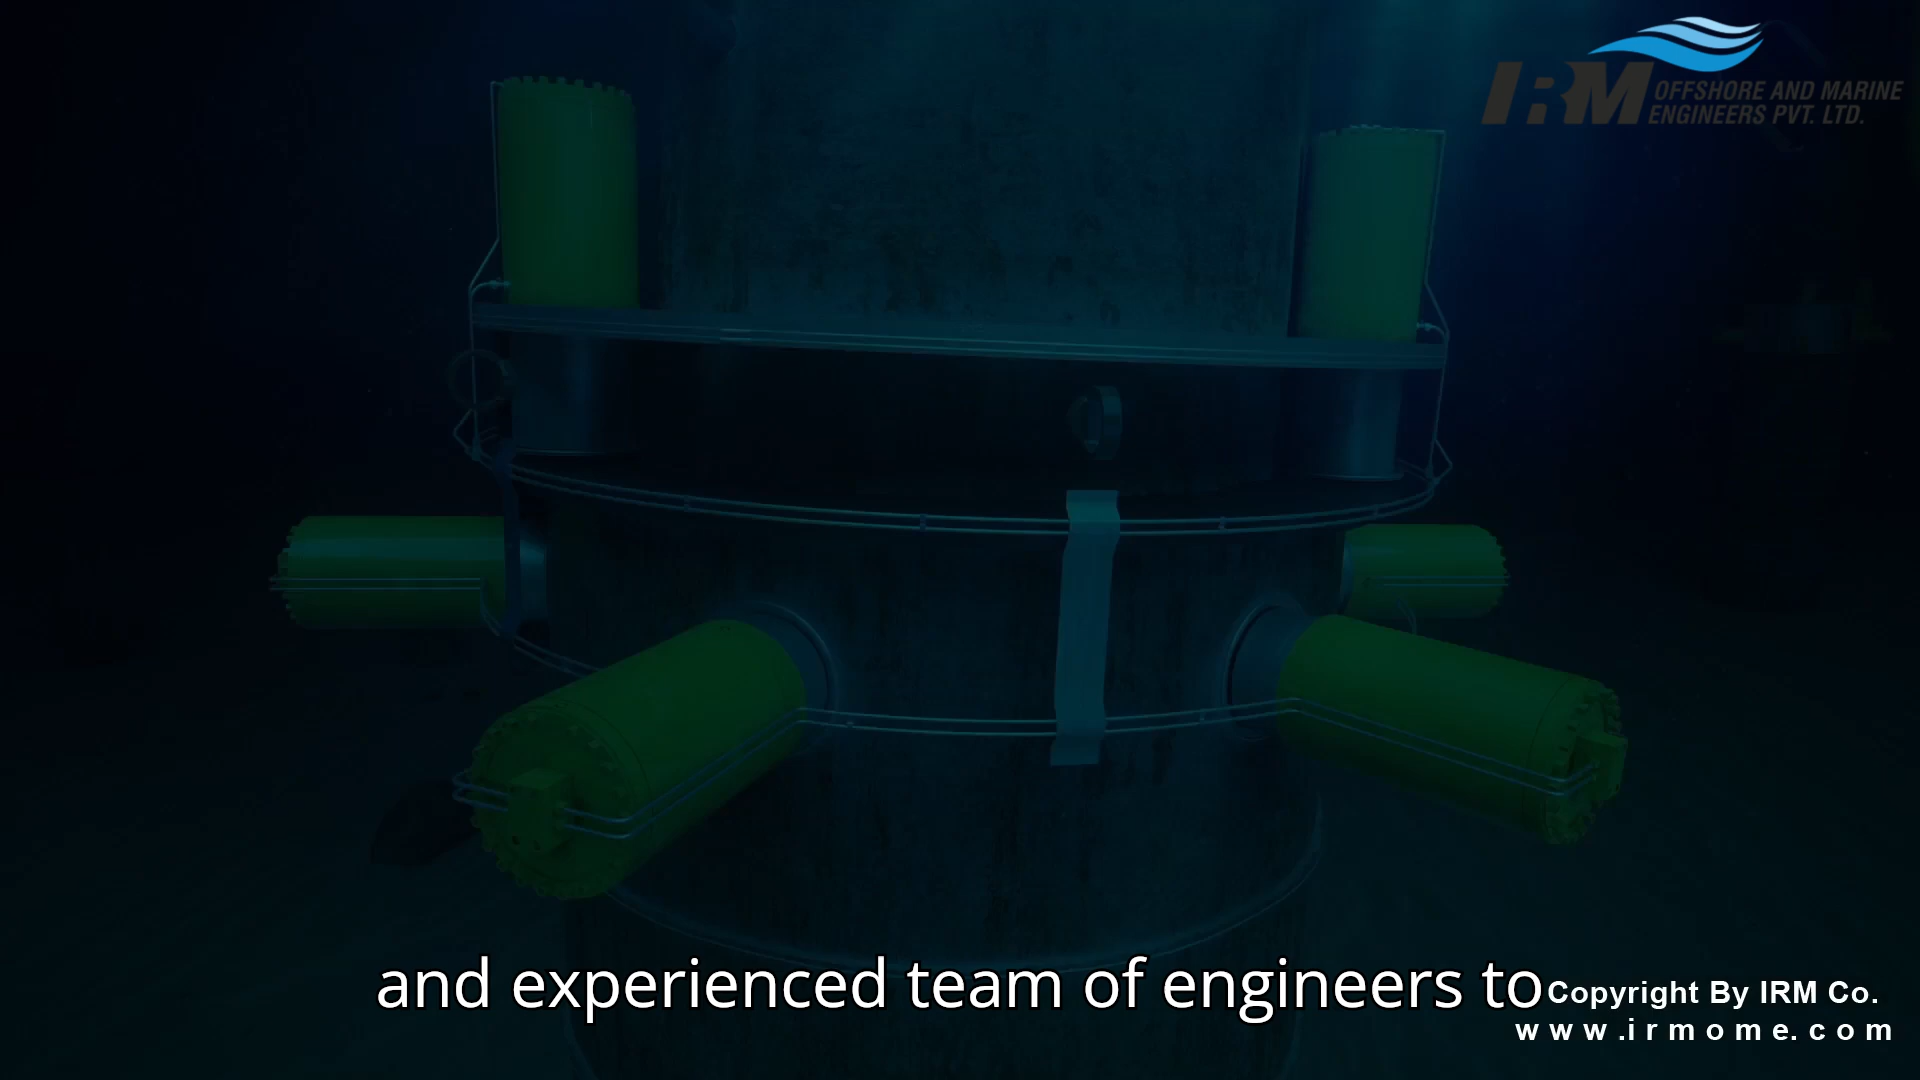 IRM OFFSHORE AND MARINE
ENGINEERS PVT. LTD.
and experienced team of engineers to
Copyright By IRM Co.
www.irmome.com